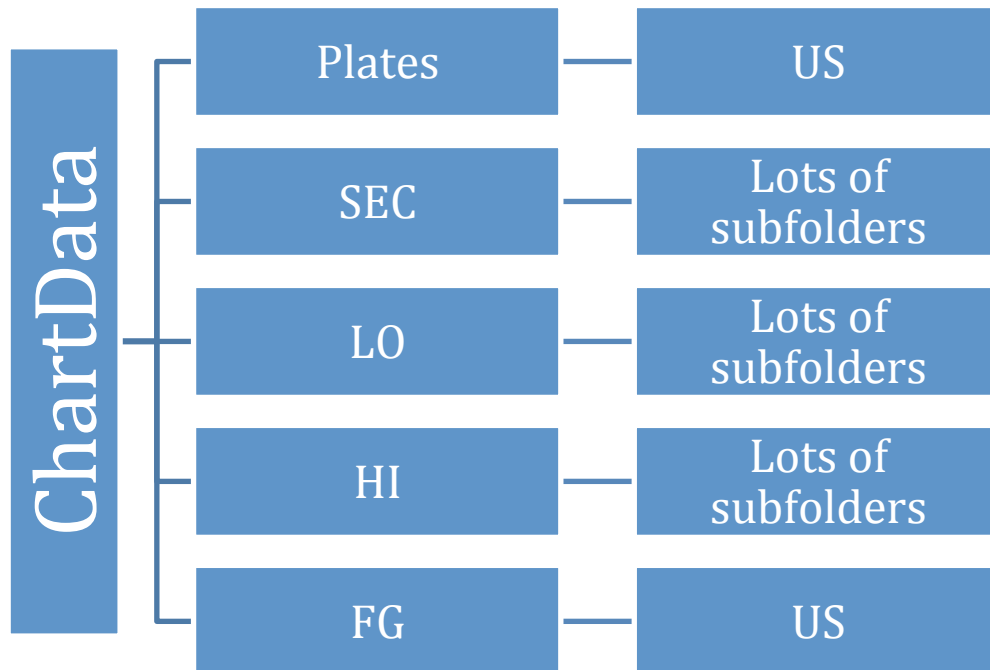 ChartData
Plates
US
SEC
Lots of
subfolders
LO
Lots of
subfolders
HI
Lots of
subfolders
FG
US